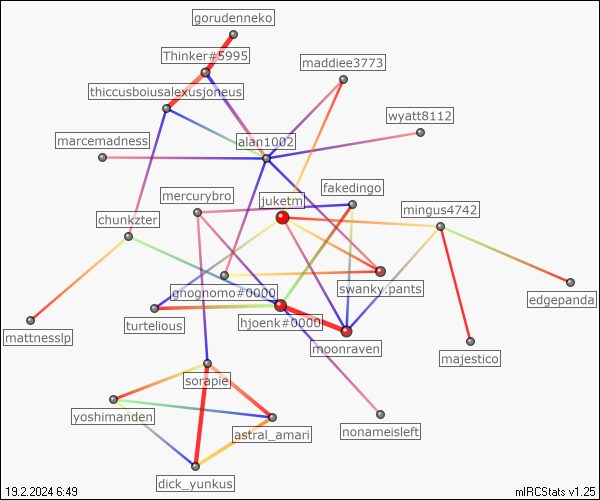 gorudenneko
Thinker#5995
maddiee3773
thiccusboiusalexusjoneus
wyatt8112
marcemadness
alan1002
mercurybro
fakedingo
juketm
mingus4742
chunkzter
gnognomo#0000
swanky.pants
edgepanda
turtelious
hjoenk#0000
mattnesslp
moonraven
majestico
sorapie
yoshimanden
astral_amari
nonameisleft
dick_yunkus
19.2.2024 6:49
mIRCStats v1.25